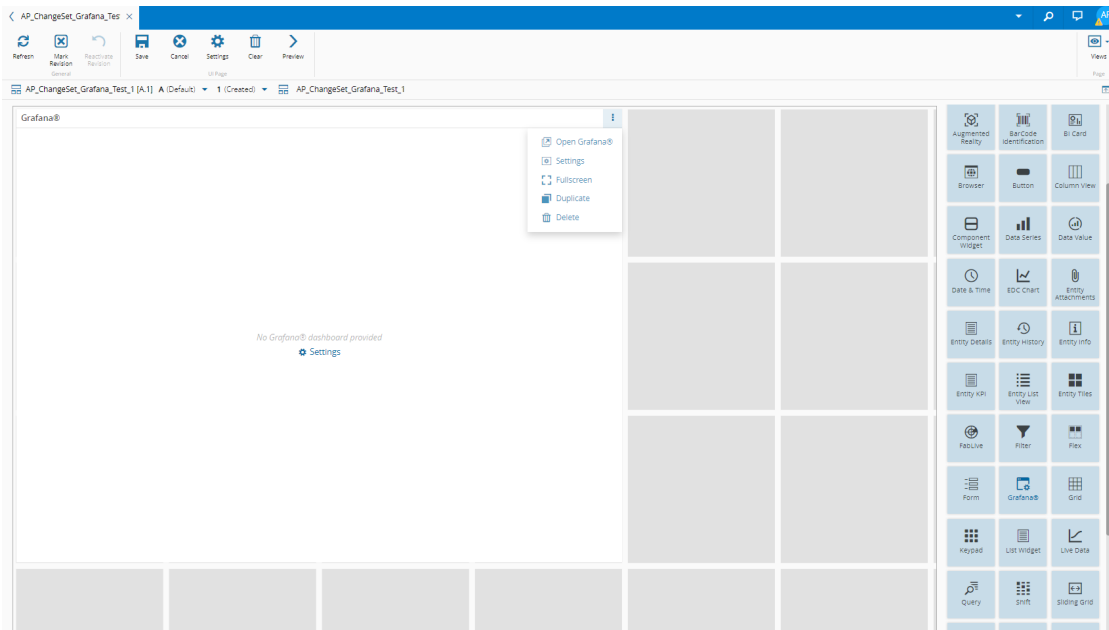 AP_ChangeSet_Grafana_Tes
AP
Refresh
Mark Revision
Reactivate Revision
Save
Cancel
Settings
Clear
Preview
Views
General
UI Page
Page
AP_ChangeSet_Grafana_Test_1 [A.1] A (Default) 1 (Created) AP_ChangeSet_Grafana_Test_1
Grafana®
Open Grafana®
Settings
Fullscreen
Duplicate
Delete
No Grafana® dashboard provided
Settings
Augmented Reality
BarCode Identification
BI Card
Browser
Button
Column View
Component Widget
Data Series
Data Value
Date & Time
EDC Chart
Entity Attachments
Entity Details
Entity History
Entity Info
Entity KPI
Entity List View
Entity Tiles
FabLive
Filter
Flex
Form
Grafana®
Grid
Keypad
List Widget
Live Data
Query
Shift
Sliding Grid